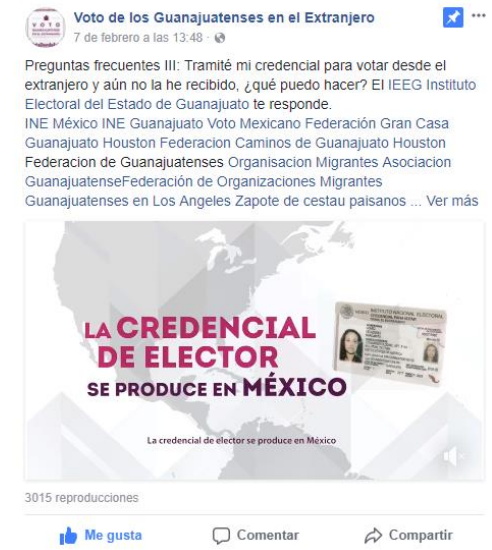 Voto de los Guanajuatenses en el Extranjero
7 de febrero a las 13:48 ·
Preguntas frecuentes III: Tramité mi credencial para votar desde el
extranjero y aún no la he recibido, ¿qué puedo hacer? El IEEG Instituto
Electoral del Estado de Guanajuato te responde.
INE México INE Guanajuato Voto Mexicano Federación Gran Casa
Guanajuato Houston Federacion Caminos de Guanajuato Houston
Federacion de Guanajuatenses Organisacion Migrantes Asociacion
GuanajuatenseFederación de Organizaciones Migrantes
Guanajuatenses en Los Angeles Zapote de cestau paisanos ... Ver más
LA CREDENCIAL
DE ELECTOR
SE PRODUCE EN MÉXICO
INSTITUTO NACIONAL ELECTORAL
La credencial de elector se produce en México
3015 reproducciones
Me gusta
Comentar
Compartir